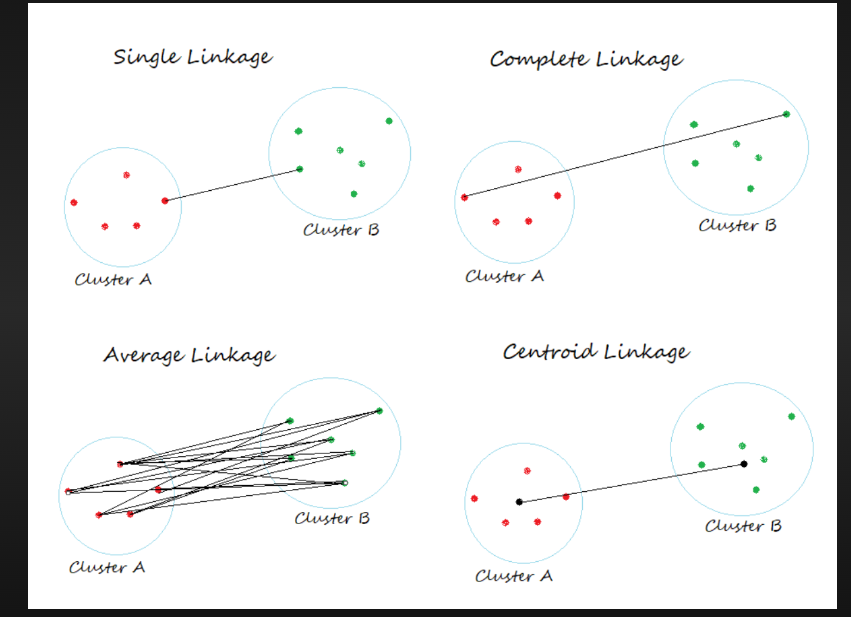 Single Linkage
Complete Linkage
Cluster B
Cluster B
Cluster A
Cluster A
Average Linkage
Centroid Linkage
Cluster B
Cluster B
Cluster A
Cluster A